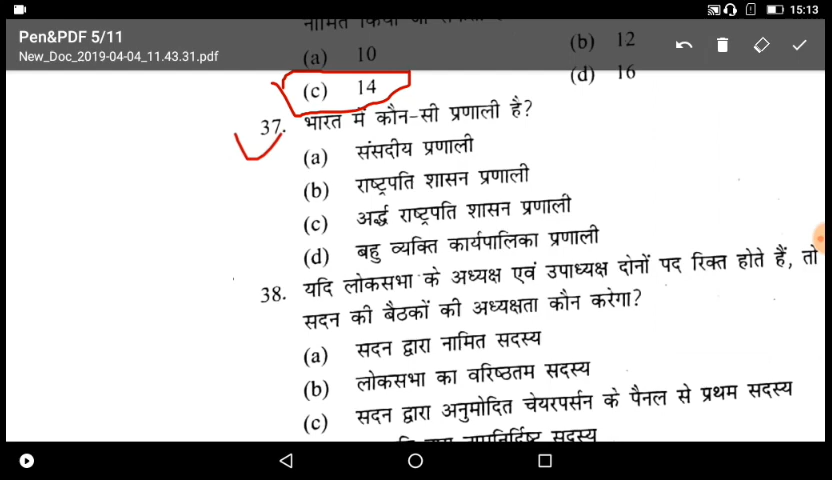 15:13
Pen&PDF 5/11
New_Doc_2019-04-04_11.43.31.pdf
नामित किया जा
(a) 10
(b) 12
(c) 14
(d) 16
37. भारत में कौन-सी प्रणाली है?
(a) संसदीय प्रणाली
(b) राष्ट्रपति शासन प्रणाली
(c) अर्द्ध राष्ट्रपति शासन प्रणाली
(d) बहु व्यक्ति कार्यपालिका प्रणाली
38. यदि लोकसभा के अध्यक्ष एवं उपाध्यक्ष दोनों पद रिक्त होते हैं, तो
सदन की बैठकों की अध्यक्षता कौन करेगा?
(a) सदन द्वारा नामित सदस्य
(b) लोकसभा का वरिष्ठतम सदस्य
(c) सदन द्वारा अनुमोदित चेयरपर्सन के पैनल से प्रथम सदस्य
सदस्य